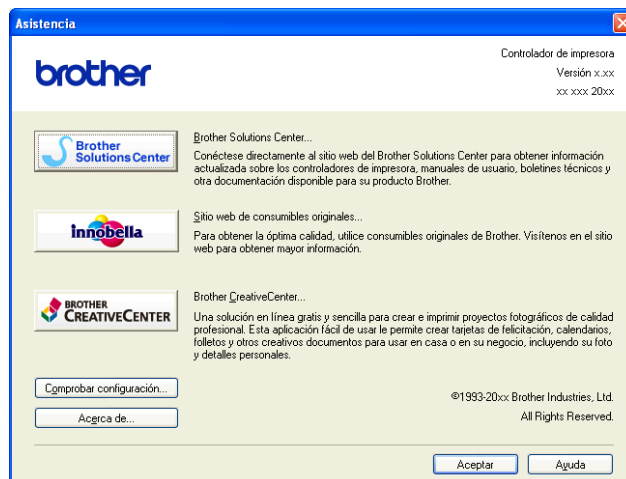 Asistencia
brother
Controlador de impresora
Versión x.xx
xx xxx 20xx
Brother
Solutions Center
Brother Solutions Center...
Conéctese directamente al sitio web del Brother Solutions Center para obtener información
actualizada sobre los controladores de impresora, manuales de usuario, boletines técnicos y
otra documentación disponible para su producto Brother.
innobella
Sitio web de consumibles originales...
Para obtener la óptima calidad, utilice consumibles originales de Brother. Visítenos en el sitio
web para obtener mayor información.
BROTHER
CREATIVECENTER
Brother CreativeCenter...
Una solución en línea gratis y sencilla para crear e imprimir proyectos fotográficos de calidad
profesional. Esta aplicación fácil de usar le permite crear tarjetas de felicitación, calendarios,
folletos y otros creativos documentos para usar en casa o en su negocio, incluyendo su foto
y detalles personales.
Comprobar configuración...
Acerca de...
©1993-20xx Brother Industries, Ltd.
All Rights Reserved.
Aceptar
Ayuda